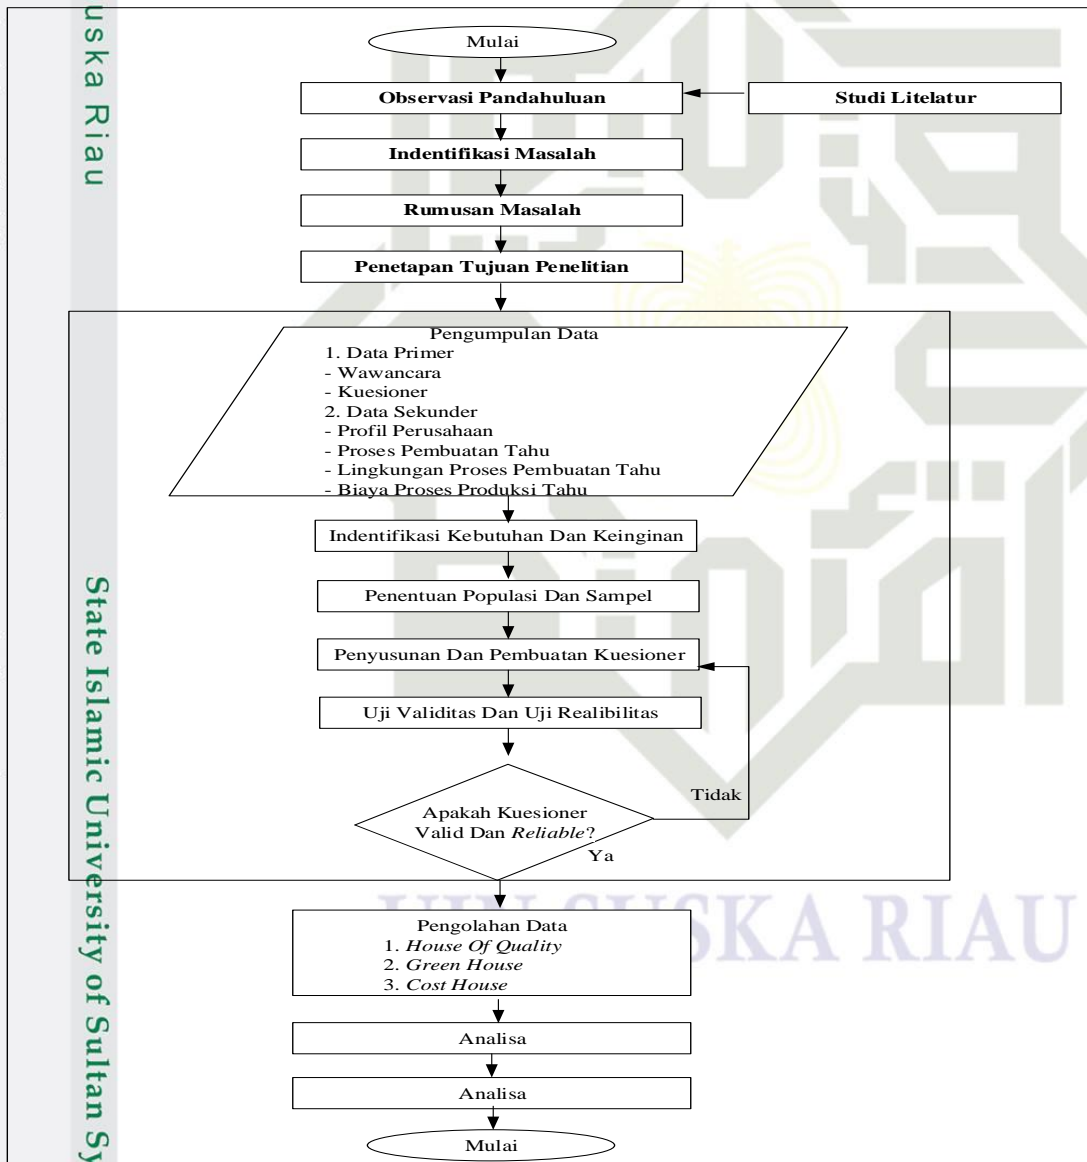 uska Riau
State Islamic University of Sultan Sy
Mulai
Observasi Pandahuluan
Studi Litelatur
Indentifikasi Masalah
Rumusan Masalah
Penetapan Tujuan Penelitian
Pengumpulan Data
1. Data Primer
- Wawancara
- Kuesioner
2. Data Sekunder
- Profil Perusahaan
- Proses Pembuatan Tahu
- Lingkungan Proses Pembuatan Tahu
- Biaya Proses Produksi Tahu
Indentifikasi Kebutuhan Dan Keinginan
Penentuan Populasi Dan Sampel
Penyusunan Dan Pembuatan Kuesioner
Uji Validitas Dan Uji Realibilitas
Apakah Kuesioner
Valid Dan Reliable?
Tidak
Ya
UIN SUSKA RIAU
Pengolahan Data
1. House Of Quality
2. Green House
3. Cost House
Analisa
Analisa
Mulai